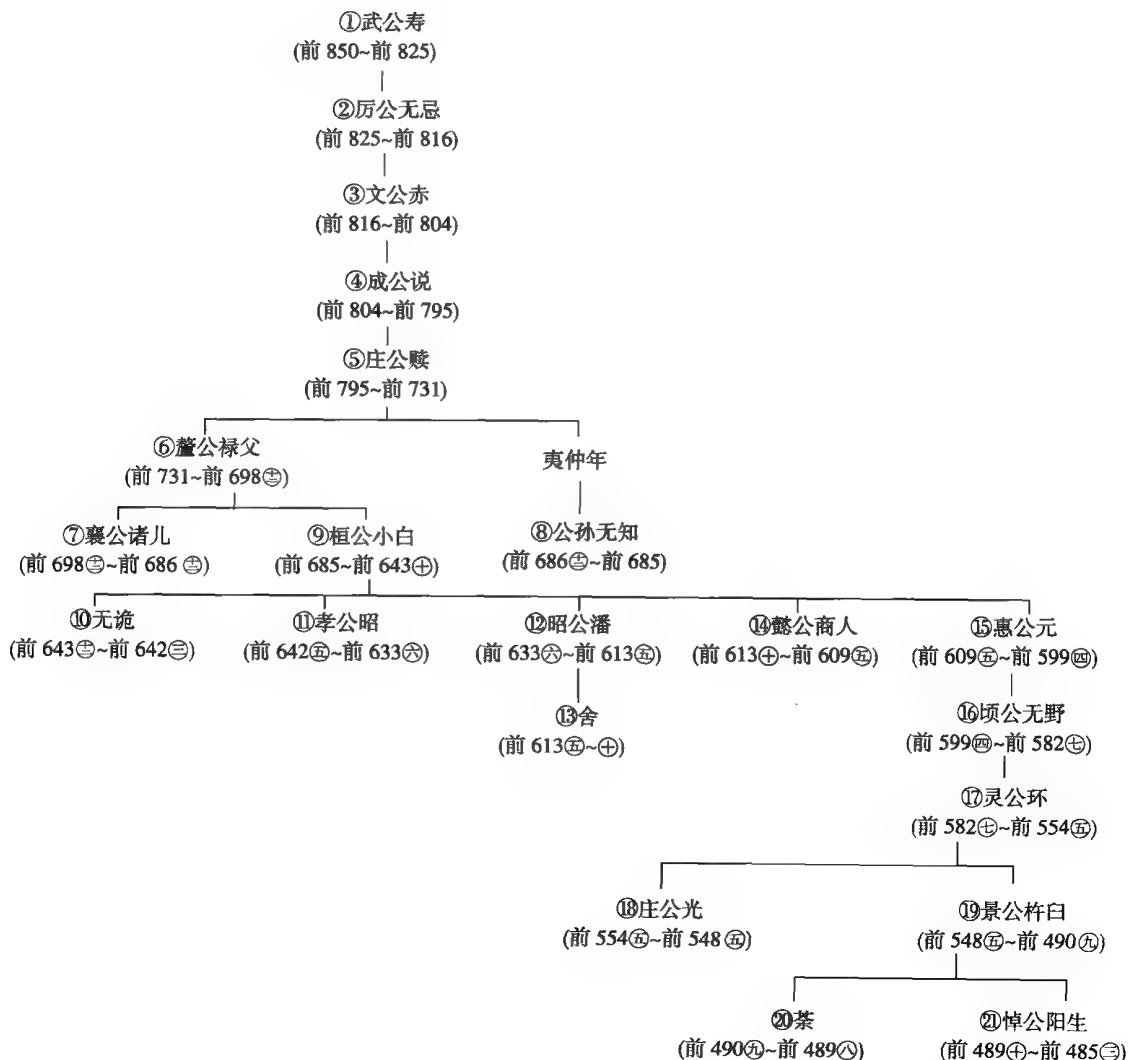 ①武公寿
(前 850~前 825)
②厉公无忌
(前 825~前 816)
③文公赤
(前 816~前 804)
④成公说
(前 804~前 795)
⑤庄公赎
(前 795~前 731)
⑥釐公禄父
(前 731~前 698㊉㊁)
夷仲年
⑦襄公诸儿
(前 698㊉㊁~前 686㊉㊁)
⑨桓公小白
(前 685~前 643㊉)
⑧公孙无知
(前 686㊉㊁~前 685)
⑩无诡
(前 643㊉㊁~前 642㊂)
⑪孝公昭
(前 642㊄~前 633㊅)
⑫昭公潘
(前 633㊅~前 613㊄)
⑭懿公商人
(前 613㊉~前 609㊄)
⑮惠公元
(前 609㊄~前 599㊃)
⑬舍
(前 613㊄~㊉)
⑯顷公无野
(前 599㊃~前 582㊆)
⑰灵公环
(前 582㊆~前 554㊄)
⑱庄公光
(前 554㊄~前 548㊄)
⑲景公杵臼
(前 548㊄~前 490㊈)
⑳荼
(前 490㊈~前 489㊇)
㉑悼公阳生
(前 489㊉~前 485㊂)